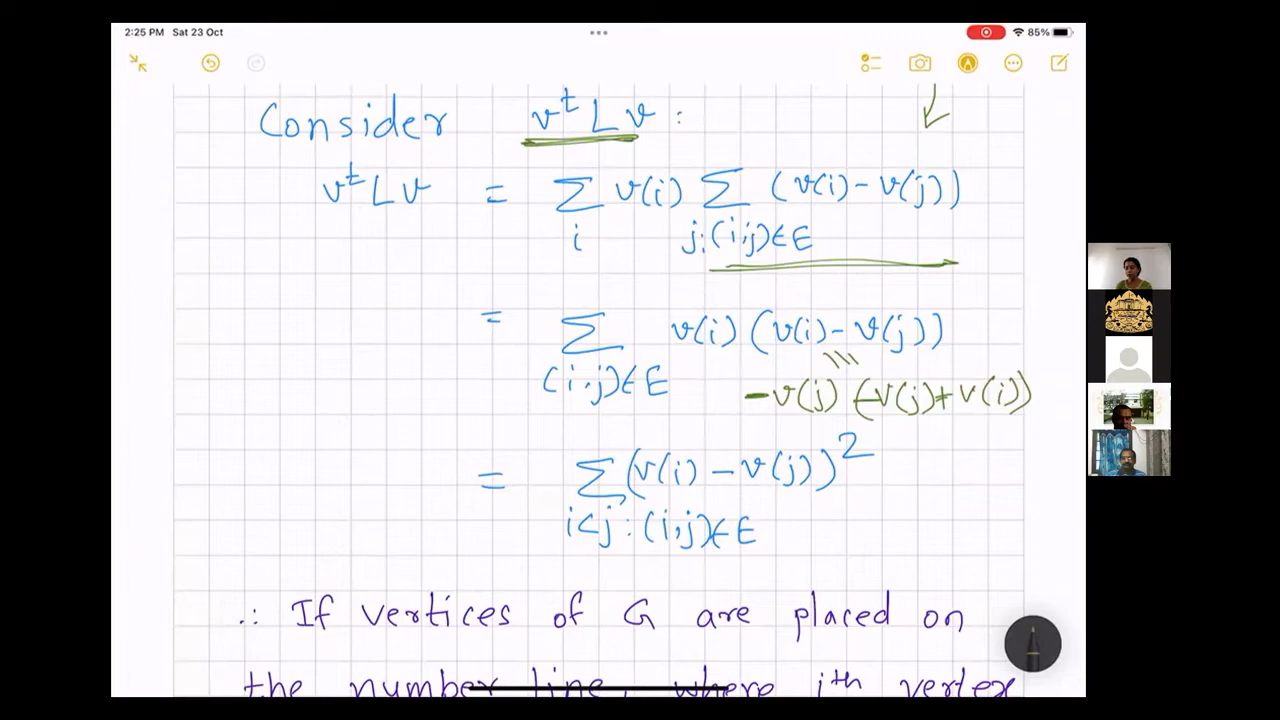 2:25 PM Sat 23 Oct
85%
Consider v^t L v :
v^t L v = Σ_i v(i) Σ_{j:(i,j)∈E} (v(i) - v(j))
= Σ_{(i,j)∈E} v(i) (v(i) - v(j))
-v(j) (-v(j) + v(i))
= Σ_{i<j : (i,j)∈E} (v(i) - v(j))^2
∴ If vertices of G are placed on
the number line, where ith vertex